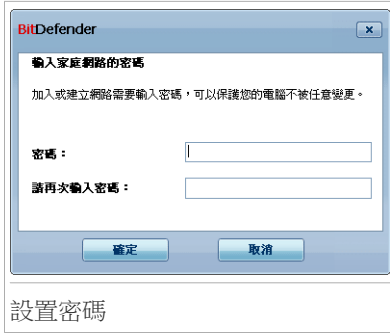 BitDefender
輸入家庭網路的密碼
加入或建立網路需要輸入密碼，可以保護您的電腦不被任意變更。
密碼：
請再次輸入密碼：
確定 取消
設置密碼